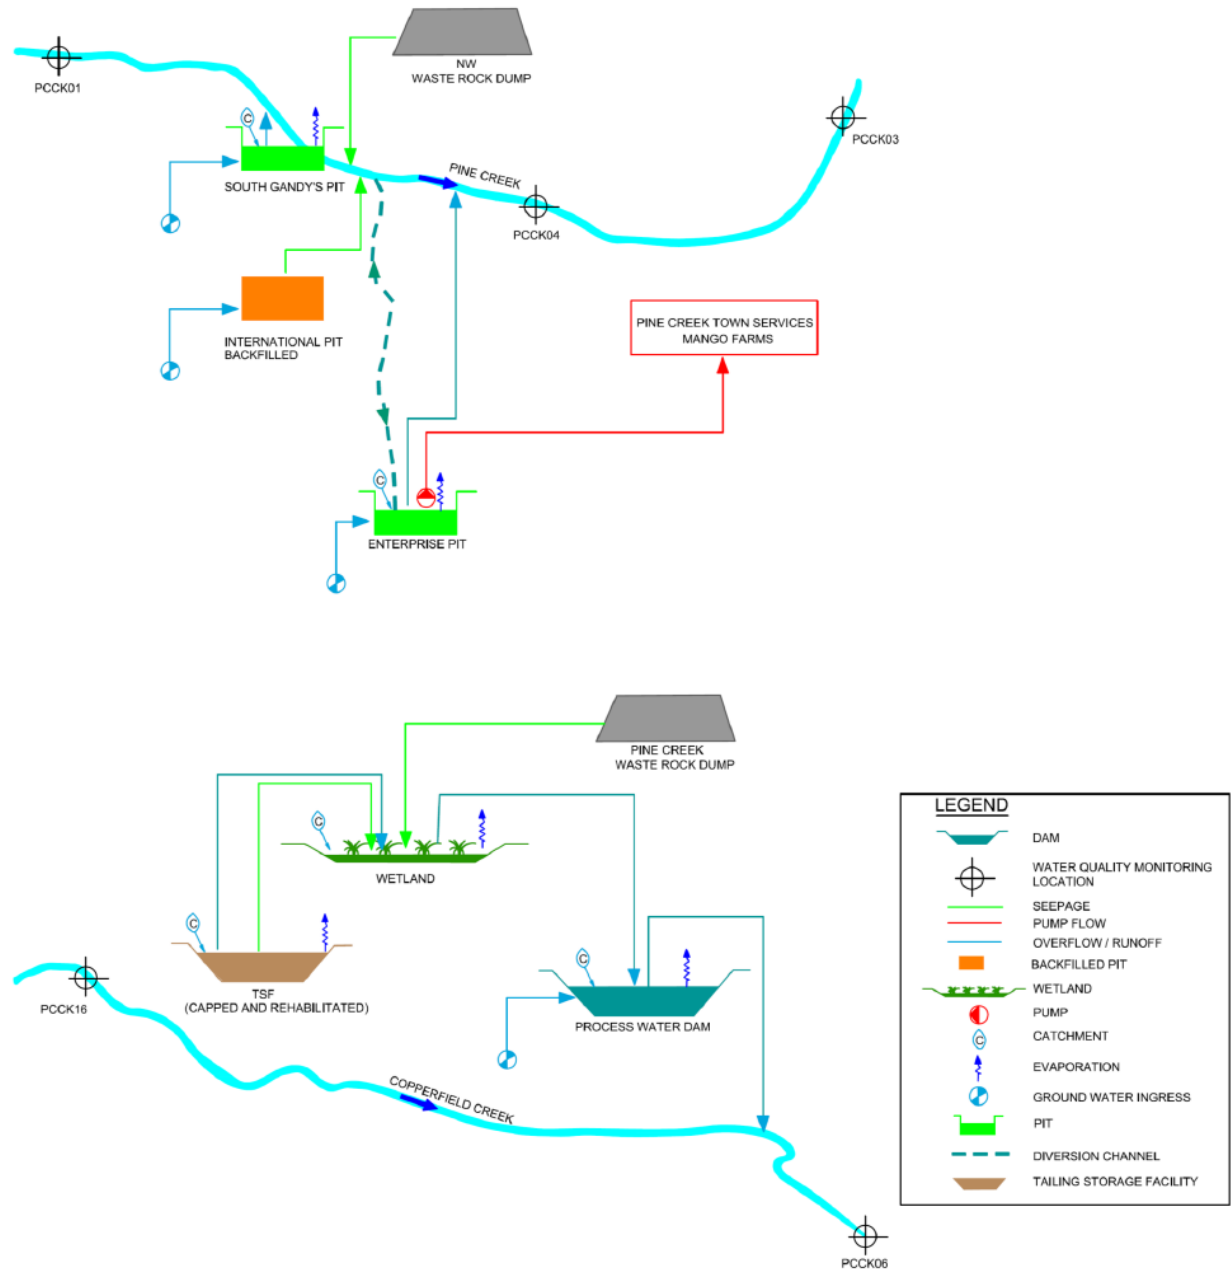 NW
WASTE ROCK DUMP
PCCK01
C
PCCK03
PINE CREEK
SOUTH GANDY'S PIT
PCCK04
PINE CREEK TOWN SERVICES
MANGO FARMS
INTERNATIONAL PIT
BACKFILLED
C
ENTERPRISE PIT
PINE CREEK
WASTE ROCK DUMP
C
WETLAND
C
TSF
(CAPPED AND REHABILITATED)
C
PROCESS WATER DAM
PCCK16
COPPERFIELD CREEK
PCCK06
LEGEND
DAM
WATER QUALITY MONITORING
LOCATION
SEEPAGE
PUMP FLOW
OVERFLOW / RUNOFF
BACKFILLED PIT
WETLAND
PUMP
C
CATCHMENT
EVAPORATION
GROUND WATER INGRESS
PIT
DIVERSION CHANNEL
TAILING STORAGE FACILITY